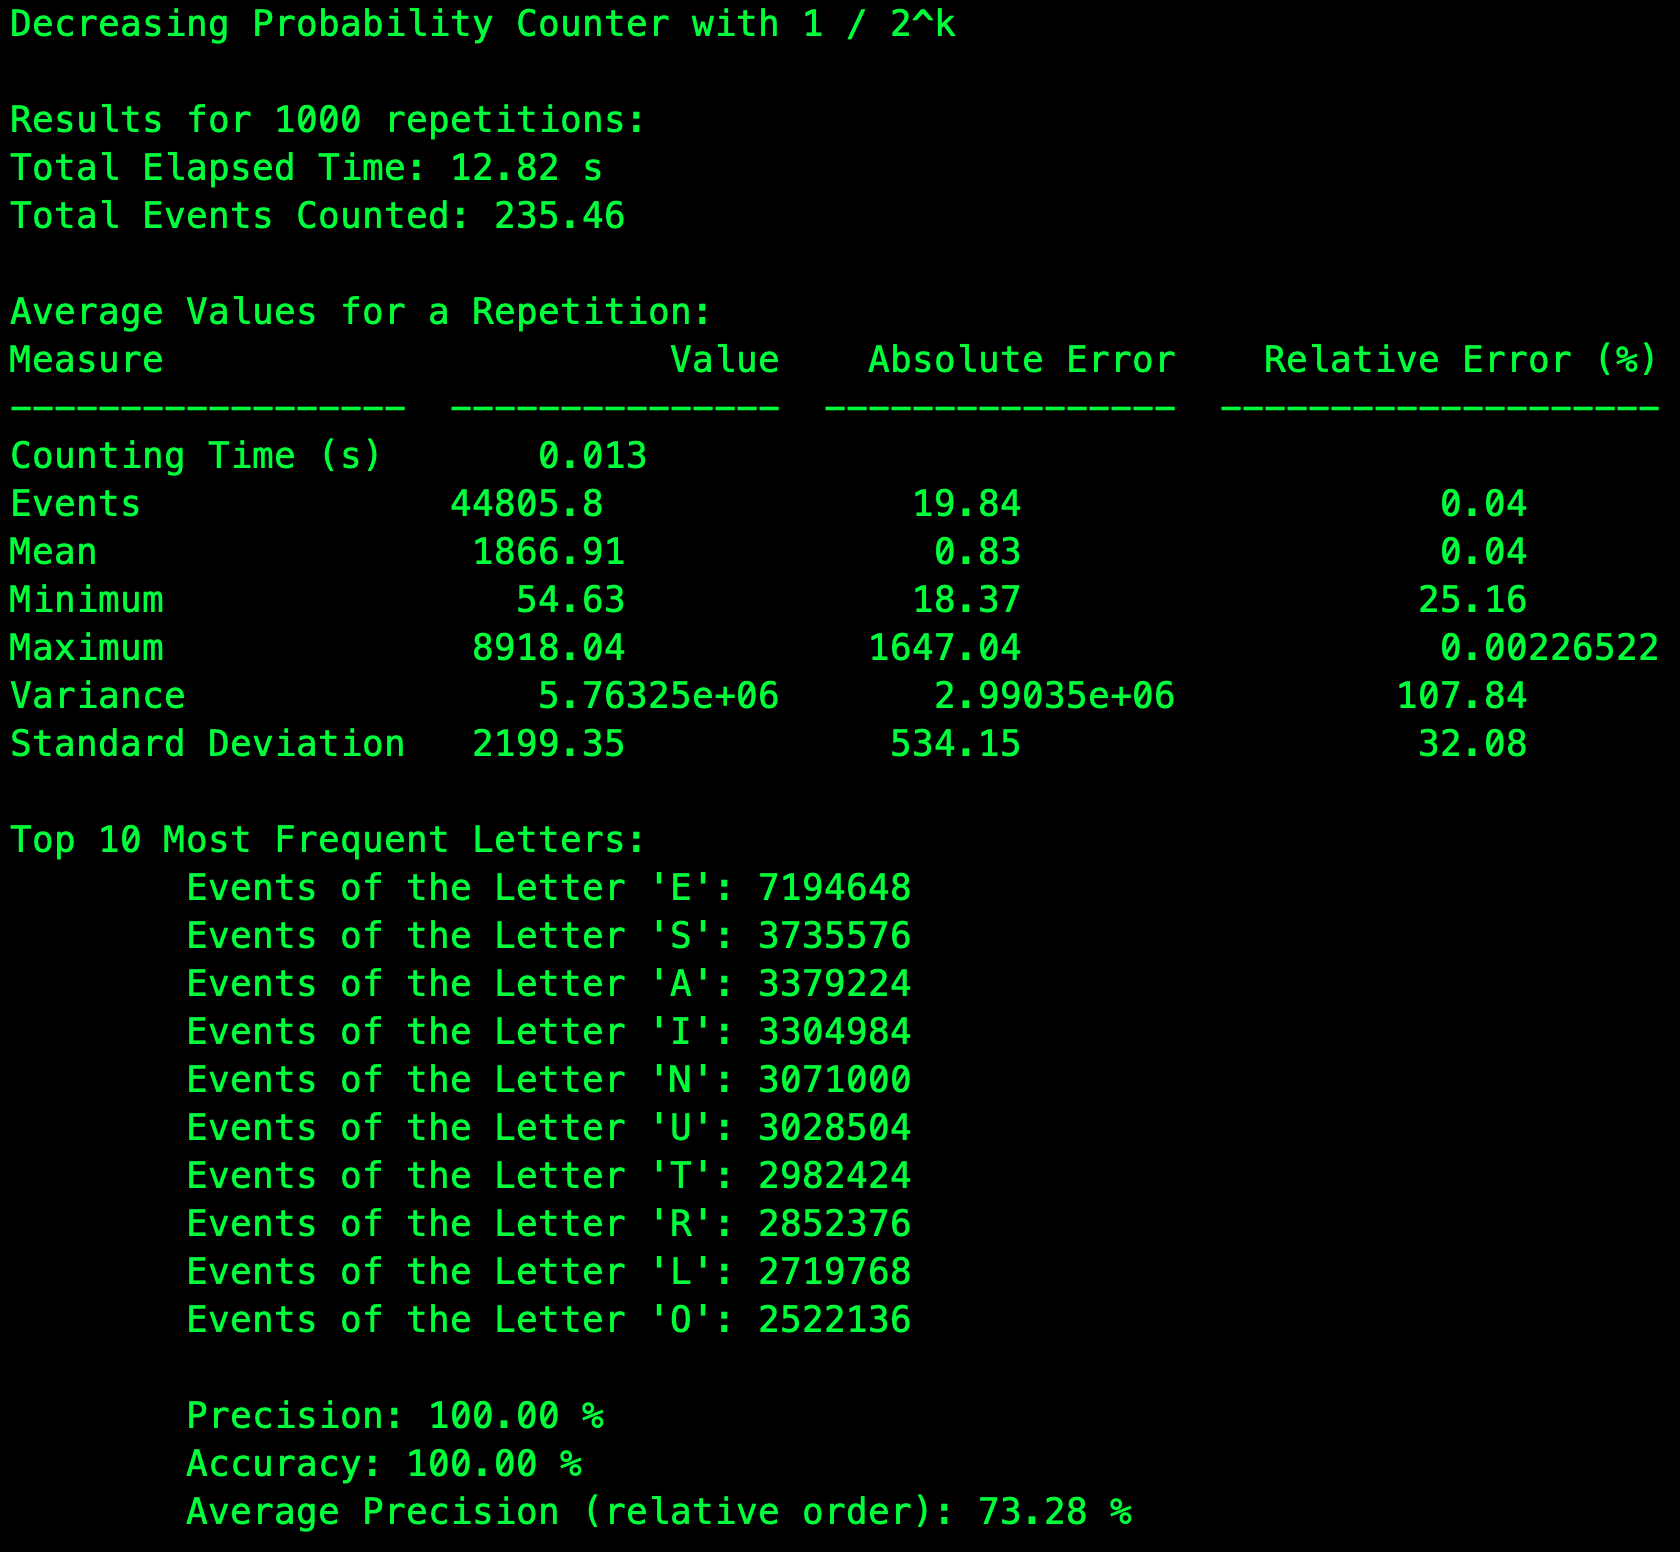 Decreasing Probability Counter with 1 / 2^k
Results for 1000 repetitions:
Total Elapsed Time: 12.82 s
Total Events Counted: 235.46
Average Values for a Repetition:
Measure                       Value    Absolute Error    Relative Error (%)
------------------  ---------------  ----------------  --------------------
Counting Time (s)       0.013
Events              44805.8              19.84                   0.04
Mean                 1866.91              0.83                   0.04
Minimum                54.63             18.37                  25.16
Maximum              8918.04           1647.04                   0.00226522
Variance                5.76325e+06       2.99035e+06          107.84
Standard Deviation   2199.35            534.15                  32.08
Top 10 Most Frequent Letters:
Events of the Letter 'E': 7194648
Events of the Letter 'S': 3735576
Events of the Letter 'A': 3379224
Events of the Letter 'I': 3304984
Events of the Letter 'N': 3071000
Events of the Letter 'U': 3028504
Events of the Letter 'T': 2982424
Events of the Letter 'R': 2852376
Events of the Letter 'L': 2719768
Events of the Letter 'O': 2522136
Precision: 100.00 %
Accuracy: 100.00 %
Average Precision (relative order): 73.28 %